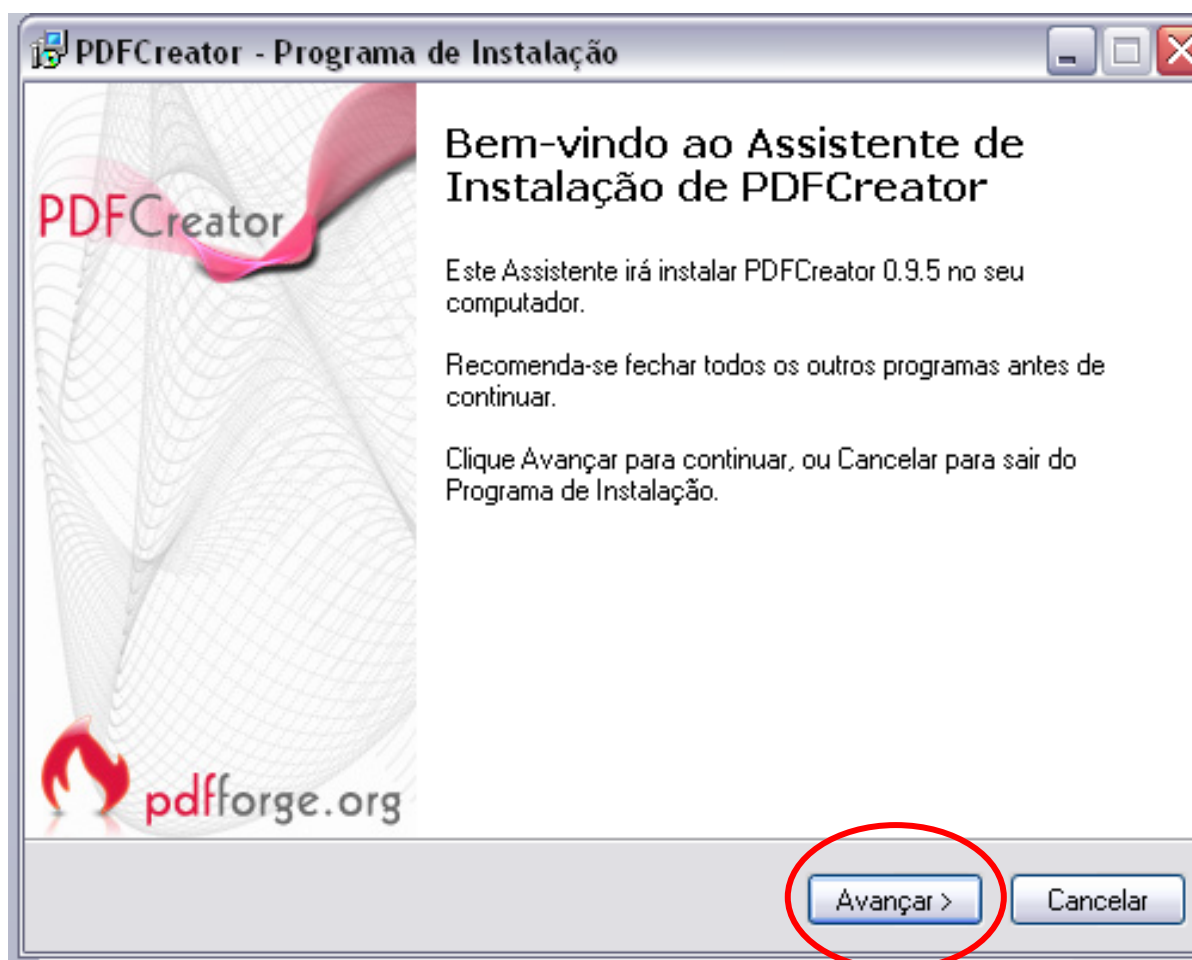 PDFCreator - Programa de Instalação
PDFCreator
Bem-vindo ao Assistente de
Instalação de PDFCreator
Este Assistente irá instalar PDFCreator 0.9.5 no seu
computador.
Recomenda-se fechar todos os outros programas antes de
continuar.
Clique Avançar para continuar, ou Cancelar para sair do
Programa de Instalação.
pdfforge.org
Avançar >
Cancelar